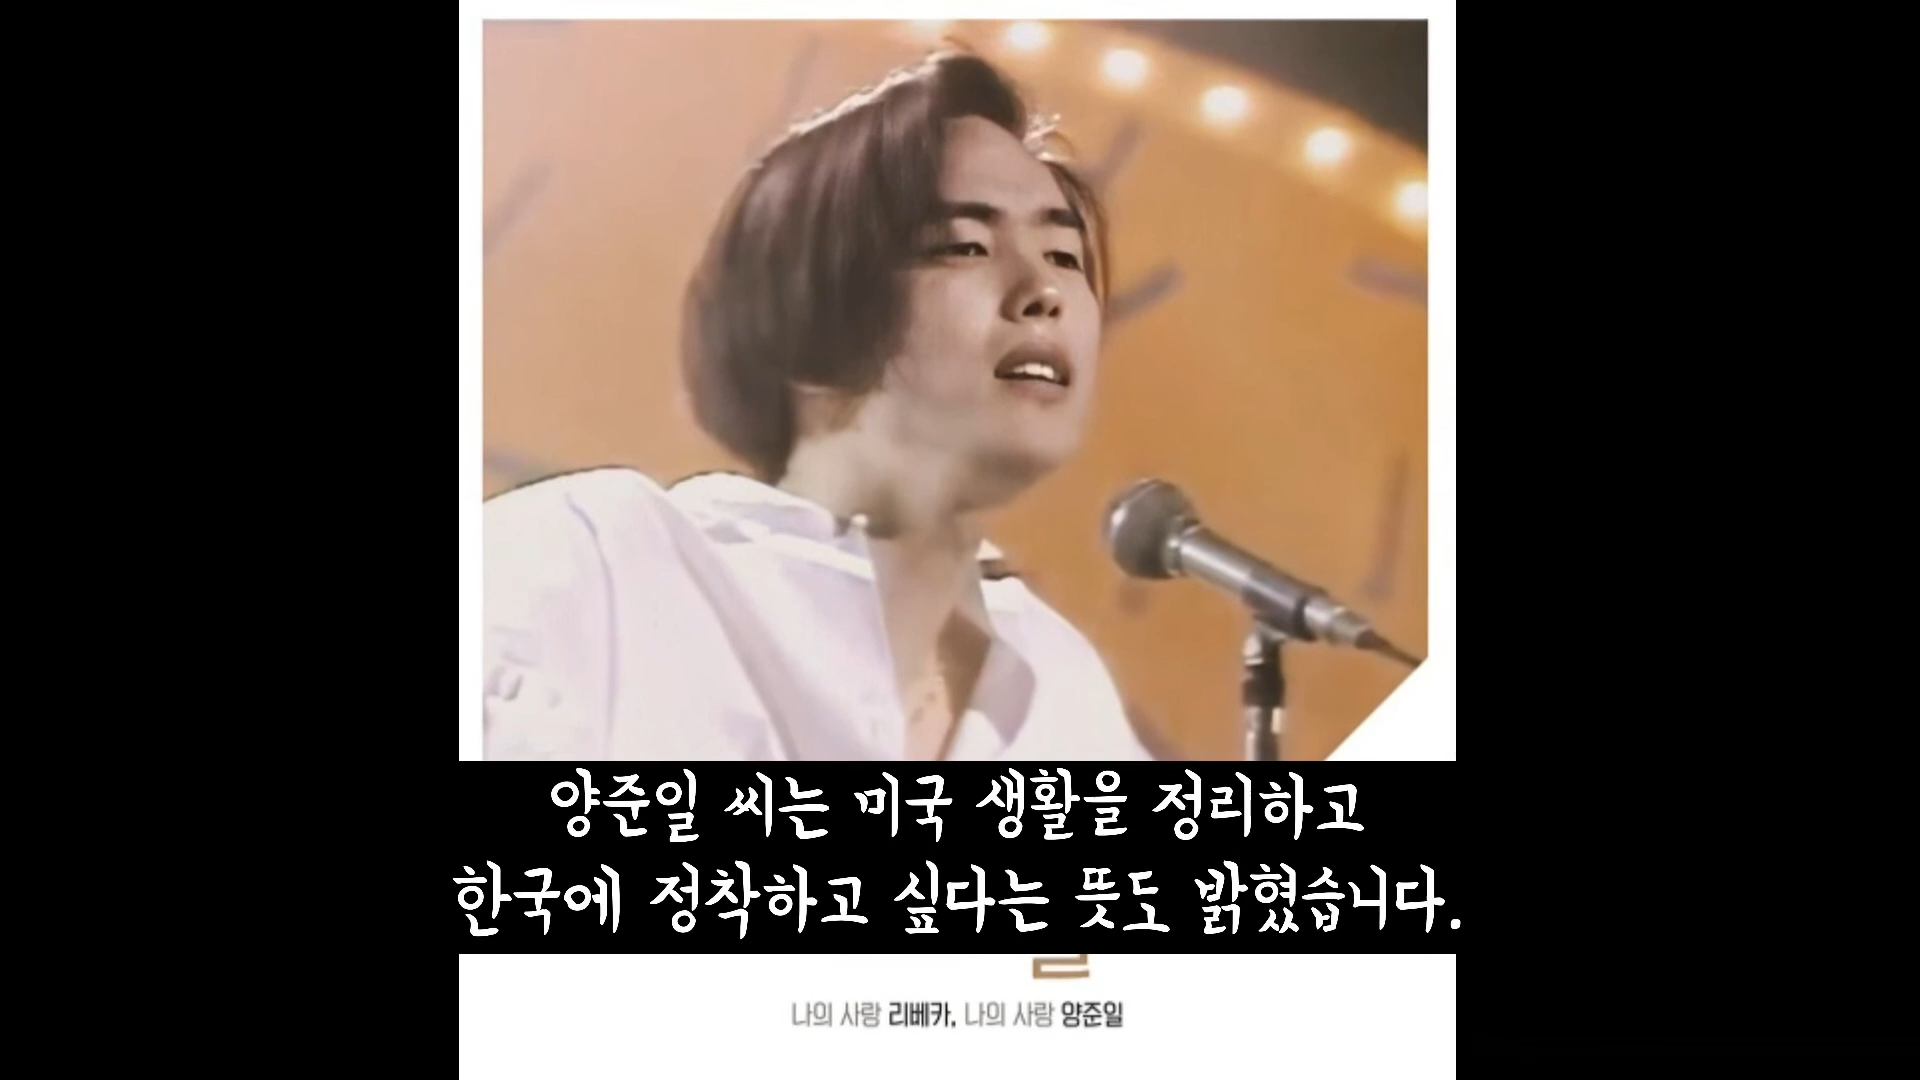 양준일 씨는 미국 생활을 정리하고
한국에 정착하고 싶다는 뜻도 밝혔습니다.
나의 사랑 리베카, 나의 사랑 양준일